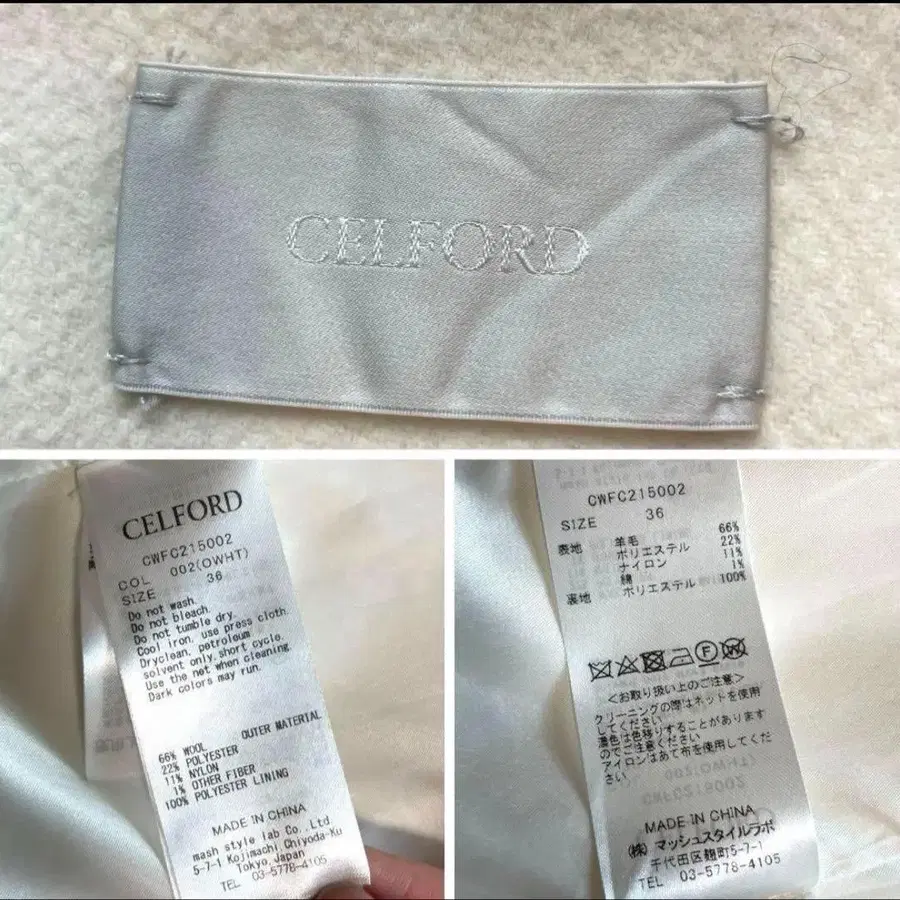 CELFORD
CELFORD
CWFC215002
COL 002(OWHT)
SIZE 36
Do not wash.
Do not bleach.
Do not tumble dry.
Cool iron, use press cloth
Dryclean, petroleum
solvent only, short cycle.
Use the net when cleaning.
Dark colors may run.
OUTER MATERIAL
66% WOOL
22% POLYESTER
11% NYLON
1% OTHER FIBER
100% POLYESTER LINING
MADE IN CHINA
mash style lab Co., Ltd.
5-7-1 Kojimachi Chiyoda-Ku
Tokyo, Japan
TEL 03-5778-4105
CWFC215002
SIZE 36
表地 羊毛 66%
ポリエステル 22%
ナイロン 11%
綿 1%
裏地 ポリエステル 100%
<お取り扱い上のご注意>
クリーニングの際はネットを使用
してください
濃色は色移りすることがあります
のでご注意ください
アイロンはあて布を使用してくだ
さい
MADE IN CHINA
(株)マッシュスタイルラボ
千代田区麹町5-7-1
TEL 03-5778-4105